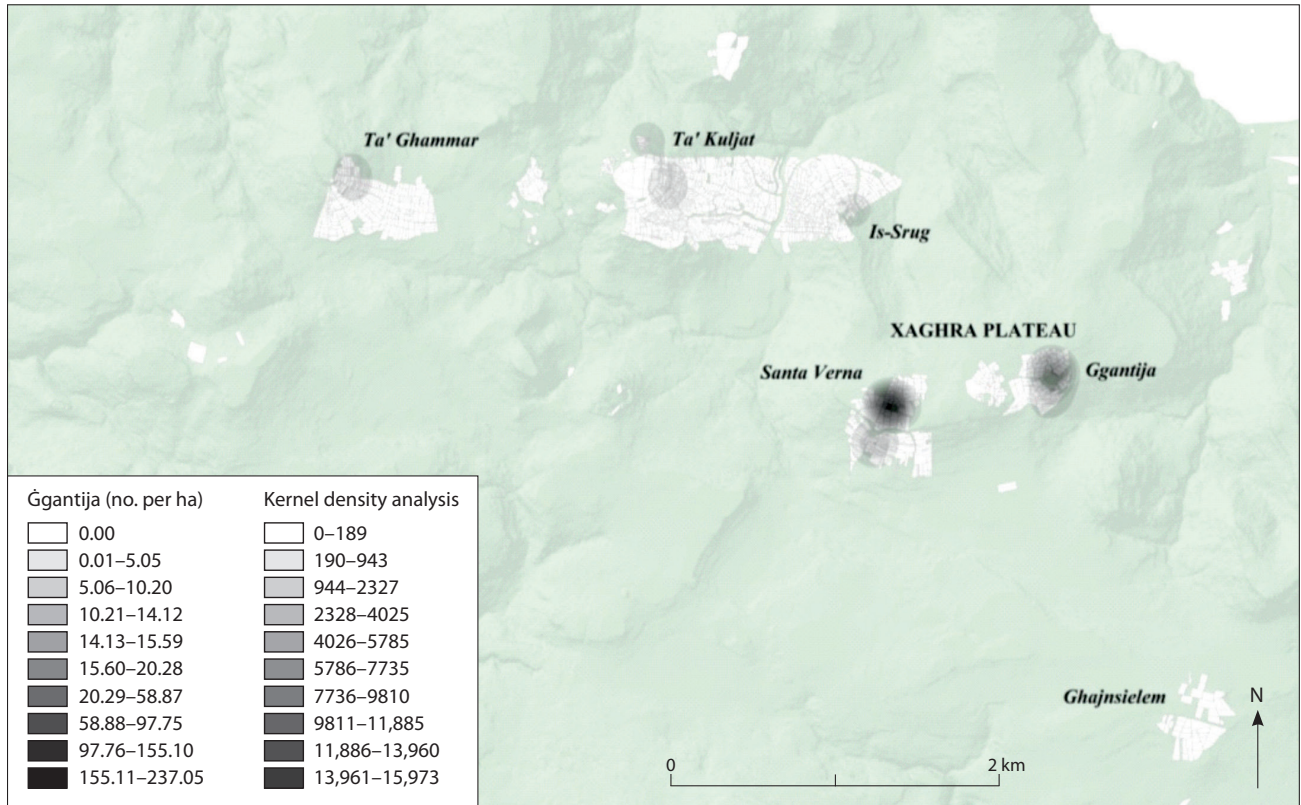 Ta' Ghammar
Ta' Kuljat
Is-Srug
XAGHRA PLATEAU
Santa Verna
Ggantija
Ghajnsielem
N
0
2 km
Ġgantija (no. per ha)
0.00
0.01–5.05
5.06–10.20
10.21–14.12
14.13–15.59
15.60–20.28
20.29–58.87
58.88–97.75
97.76–155.10
155.11–237.05
Kernel density analysis
0–189
190–943
944–2327
2328–4025
4026–5785
5786–7735
7736–9810
9811–11,885
11,886–13,960
13,961–15,973